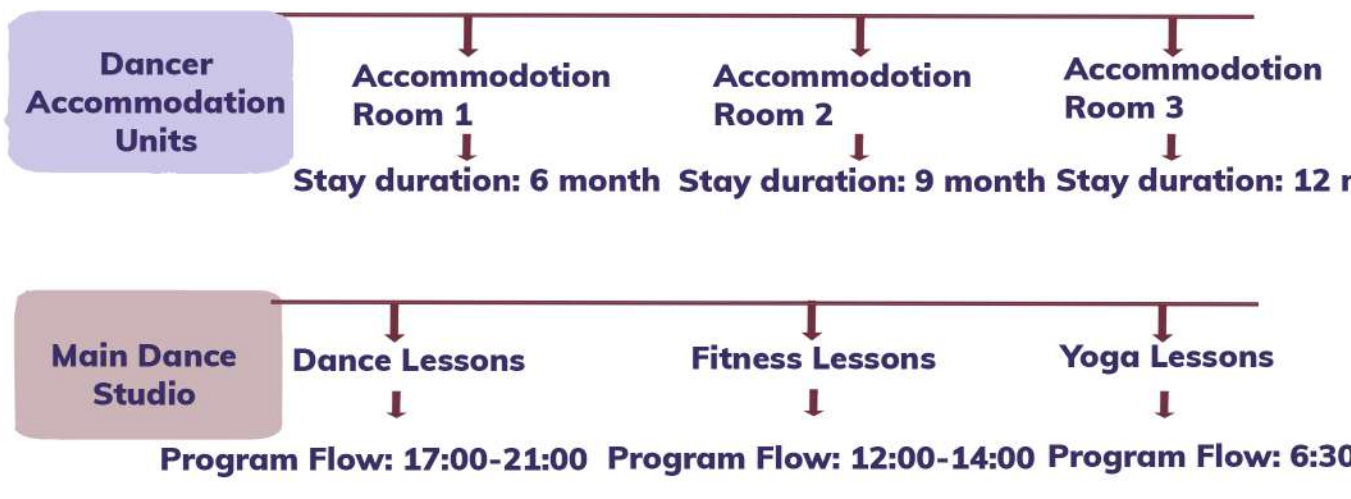 Dancer
Accommodation
Units
Accommodotion
Room 1
Stay duration: 6 month
Accommodotion
Room 2
Stay duration: 9 month
Accommodotion
Room 3
Stay duration: 12
Main Dance
Studio
Dance Lessons
Program Flow: 17:00-21:00
Fitness Lessons
Program Flow: 12:00-14:00
Yoga Lessons
Program Flow: 6:30